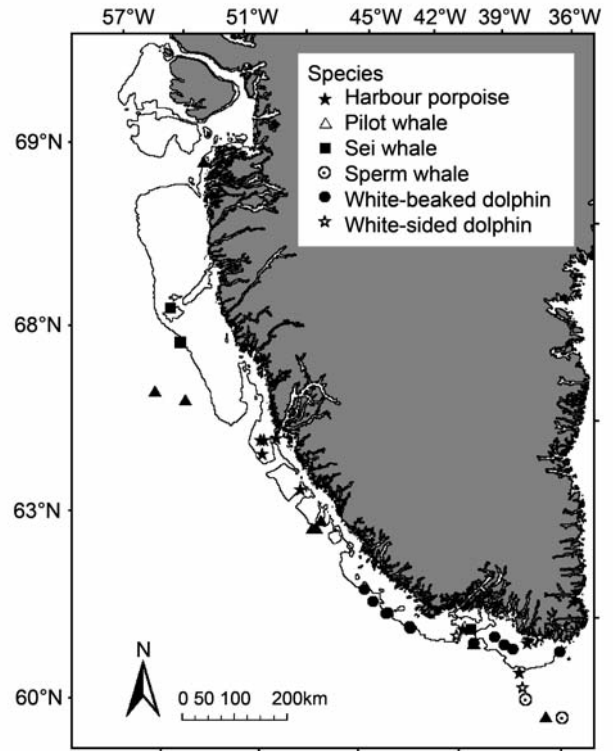 57°W 51°W 45°W 42°W 39°W 36°W
Species
Harbour porpoise
Pilot whale
Sei whale
Sperm whale
White-beaked dolphin
White-sided dolphin
69°N
68°N
63°N
60°N
N
0 50 100 200km